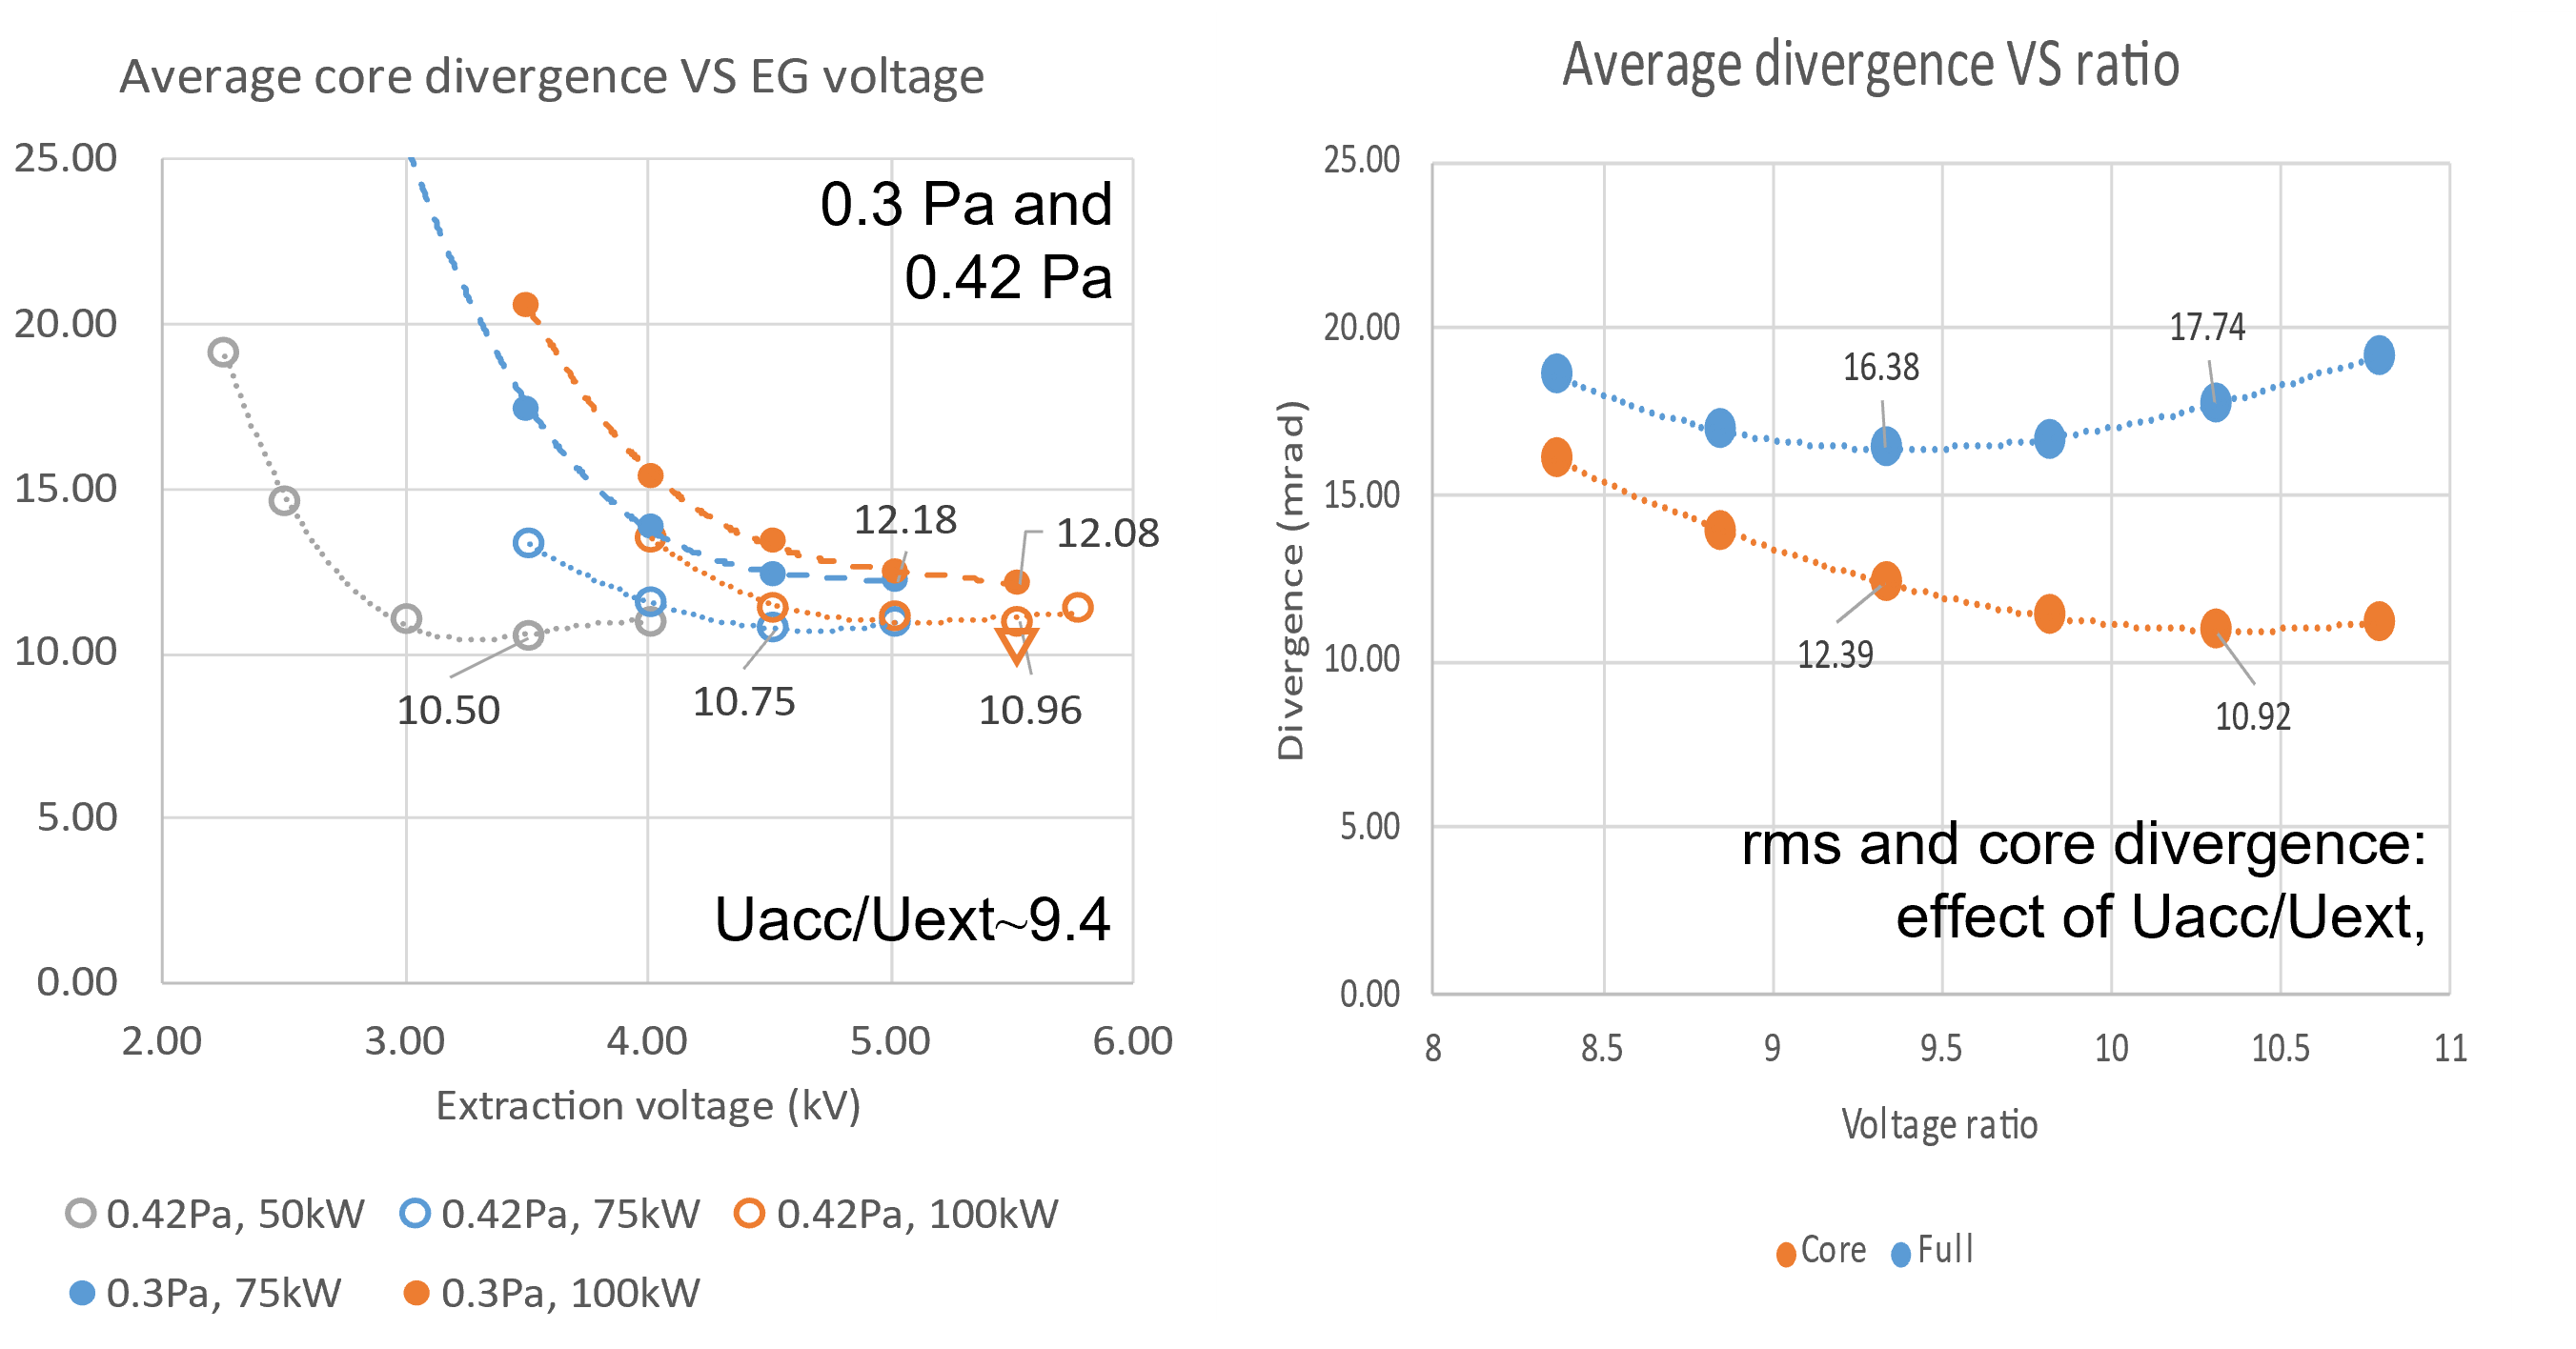 Average core divergence VS EG voltage
25.00
20.00
15.00
10.00
5.00
0.00
0.3 Pa and
0.42 Pa
12.18
12.08
10.50
10.75
10.96
Uacc/Uext~9.4
2.00 3.00 4.00 5.00 6.00
Extraction voltage (kV)
0.42Pa, 50kW 0.42Pa, 75kW 0.42Pa, 100kW
0.3Pa, 75kW 0.3Pa, 100kW
Average divergence VS ratio
Divergence (mrad)
25.00
20.00
15.00
10.00
5.00
0.00
17.74
16.38
12.39
10.92
rms and core divergence:
effect of Uacc/Uext,
8 8.5 9 9.5 10 10.5 11
Voltage ratio
Core Full